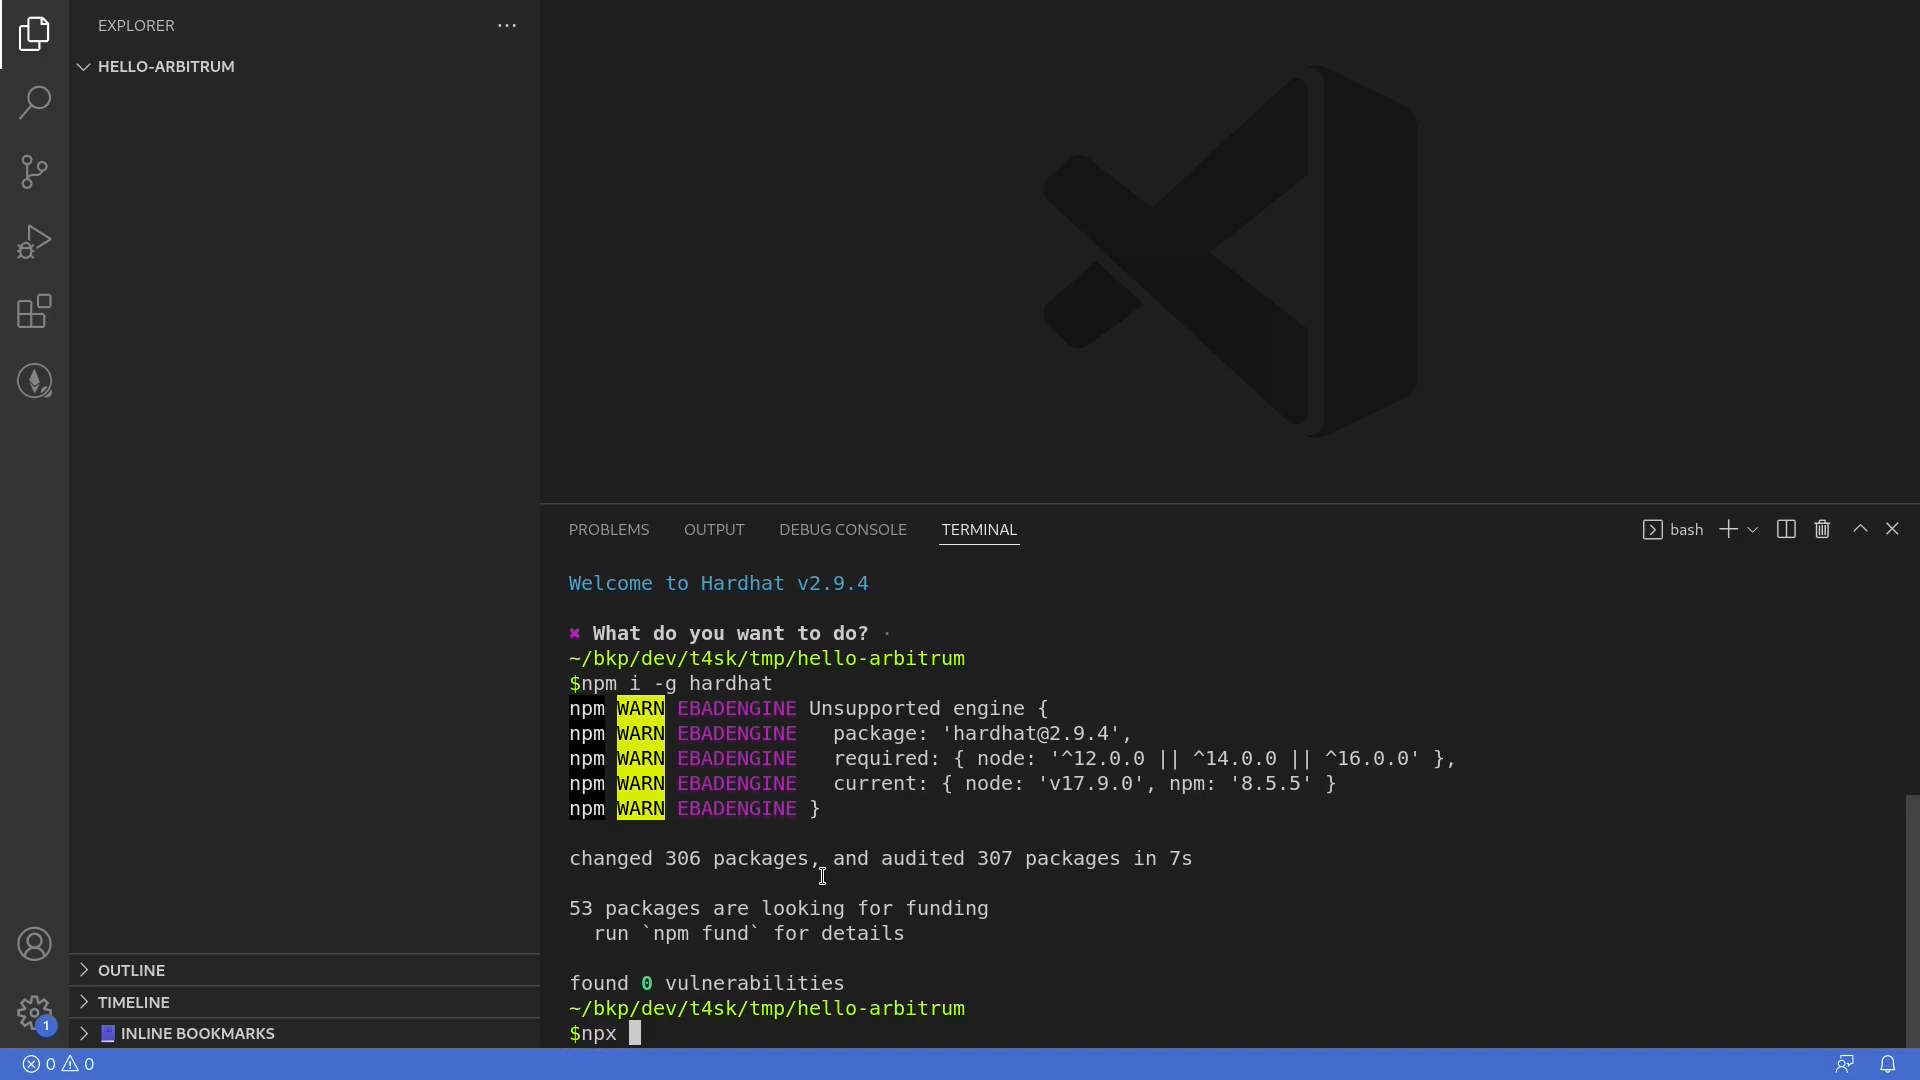 EXPLORER
HELLO-ARBITRUM
OUTLINE
TIMELINE
INLINE BOOKMARKS
1
PROBLEMS OUTPUT DEBUG CONSOLE TERMINAL
bash
Welcome to Hardhat v2.9.4
✖ What do you want to do? ·
~/bkp/dev/t4sk/tmp/hello-arbitrum
$npm i -g hardhat
npm WARN EBADENGINE Unsupported engine {
npm WARN EBADENGINE   package: 'hardhat@2.9.4',
npm WARN EBADENGINE   required: { node: '^12.0.0 || ^14.0.0 || ^16.0.0' },
npm WARN EBADENGINE   current: { node: 'v17.9.0', npm: '8.5.5' }
npm WARN EBADENGINE }
changed 306 packages, and audited 307 packages in 7s
53 packages are looking for funding
  run `npm fund` for details
found 0 vulnerabilities
~/bkp/dev/t4sk/tmp/hello-arbitrum
$npx
0 0